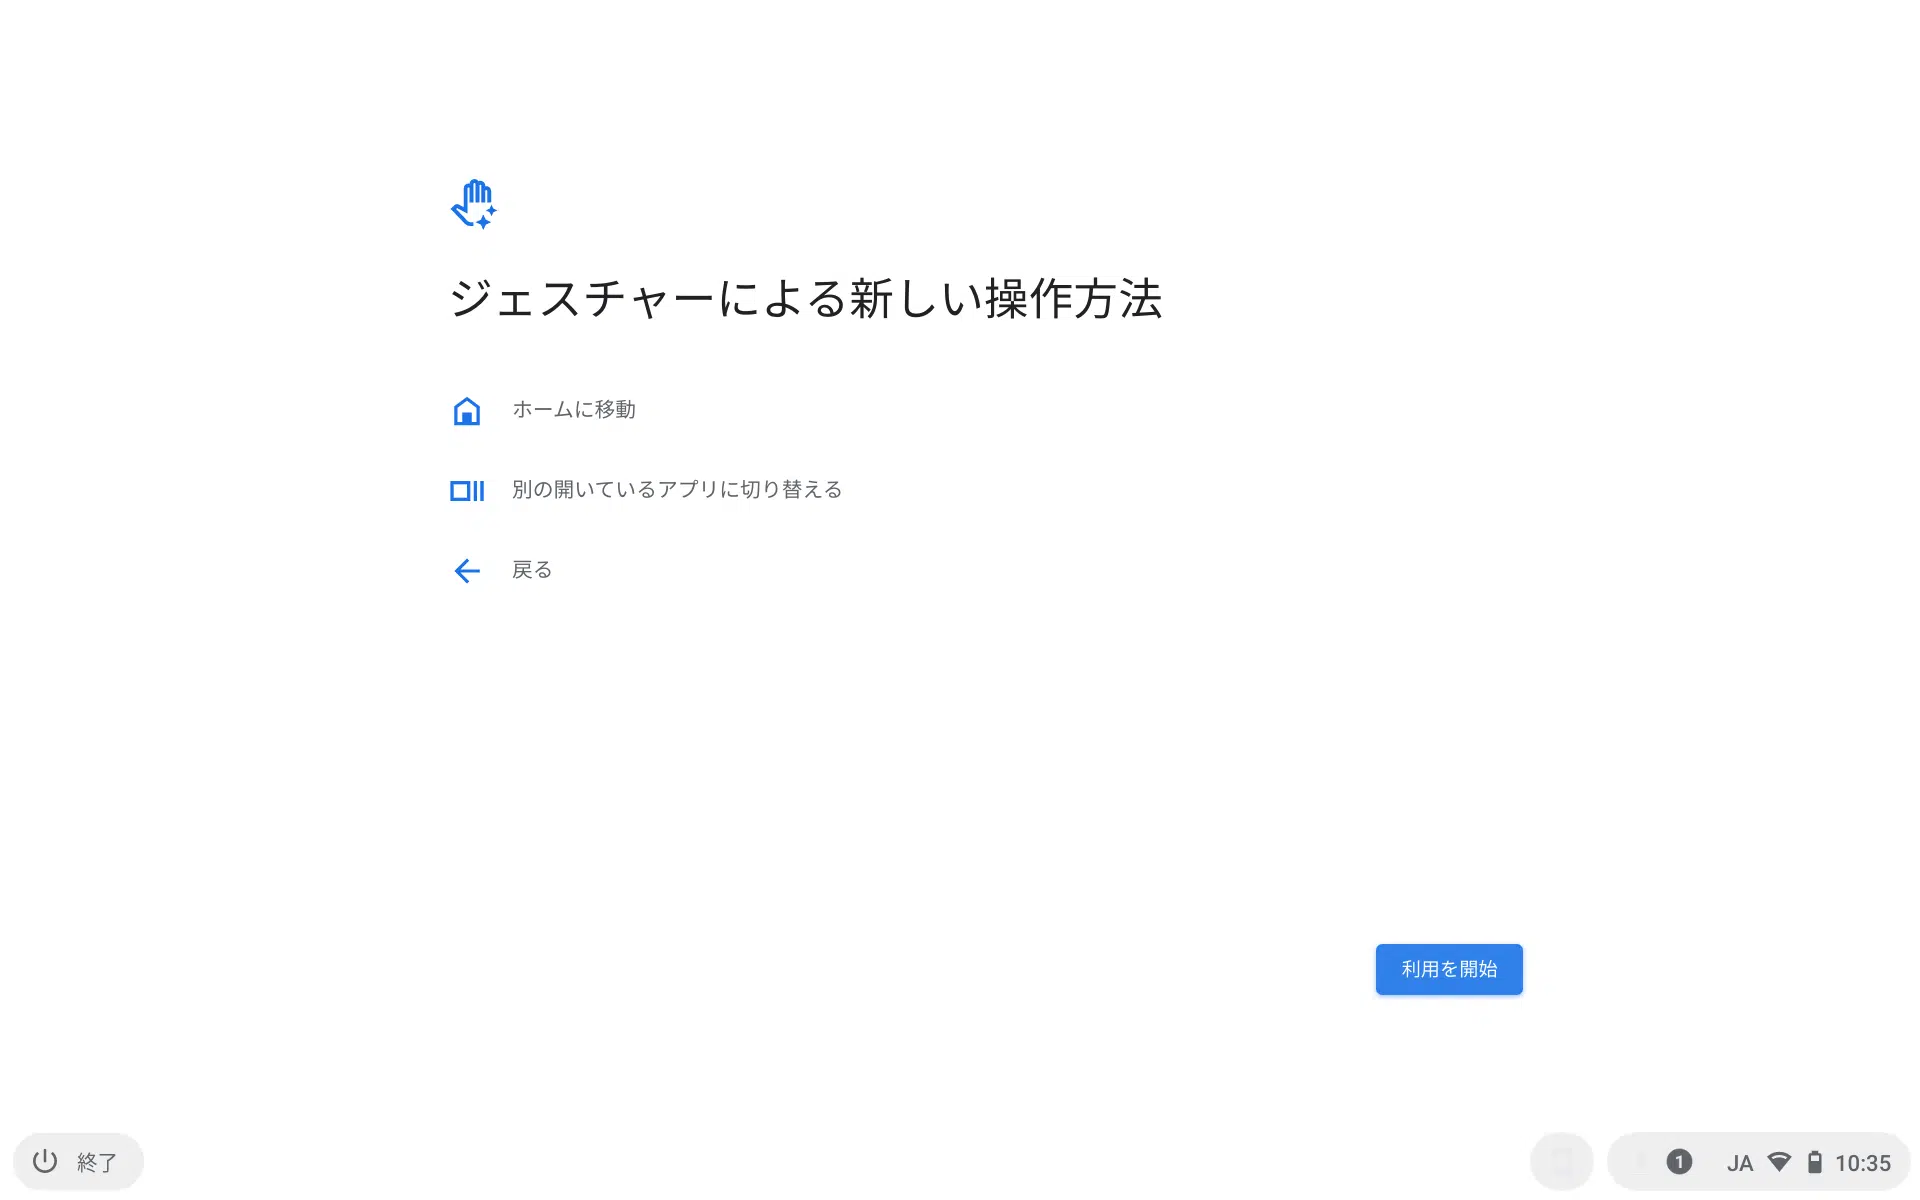 ジェスチャーによる新しい操作方法
ホームに移動
別の開いているアプリに切り替える
戻る
利用を開始
終了
1 JA 10:35